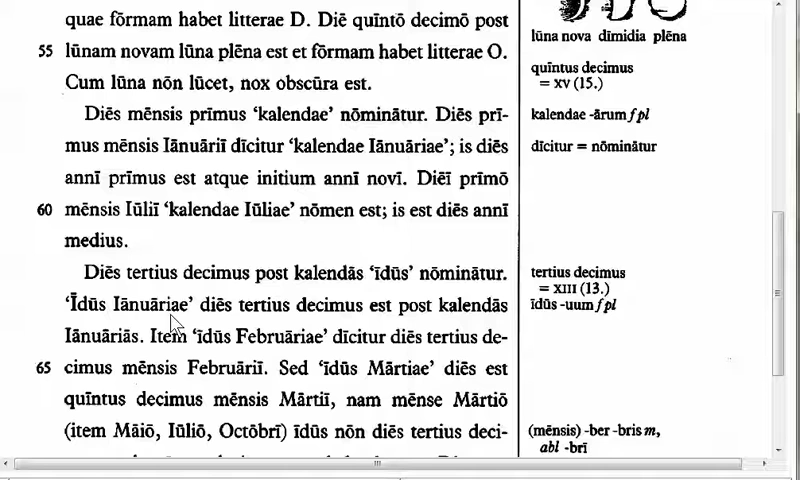 quae fōrmam habet litterae D. Diē quīntō decimō post
lūna nova dīmidia plēna
55 lūnam novam lūna plēna est et fōrmam habet litterae O.
quīntus decimus
Cum lūna nōn lūcet, nox obscūra est.
= XV (15.)
Diēs mēnsis prīmus ‘kalendae’ nōminātur. Diēs prī-
kalendae -ārum f pl
mus mēnsis Iānuāriī dīcitur ‘kalendae Iānuāriae’; is diēs
dīcitur = nōminātur
annī prīmus est atque initium annī novī. Diēī prīmō
60 mēnsis Iūliī ‘kalendae Iūliae’ nōmen est; is est diēs annī
medius.
Diēs tertius decimus post kalendās ‘īdūs’ nōminātur.
tertius decimus
= XIII (13.)
‘Īdūs Iānuāriae’ diēs tertius decimus est post kalendās
īdūs -uum f pl
Iānuāriās. Item ‘īdūs Februāriae’ dīcitur diēs tertius de-
65 cimus mēnsis Februāriī. Sed ‘īdūs Mārtiae’ diēs est
quīntus decimus mēnsis Mārtiī, nam mēnse Mārtiō
(item Māiō, Iūliō, Octōbrī) īdūs nōn diēs tertius deci-
(mēnsis) -ber -bris m,
abl -brī